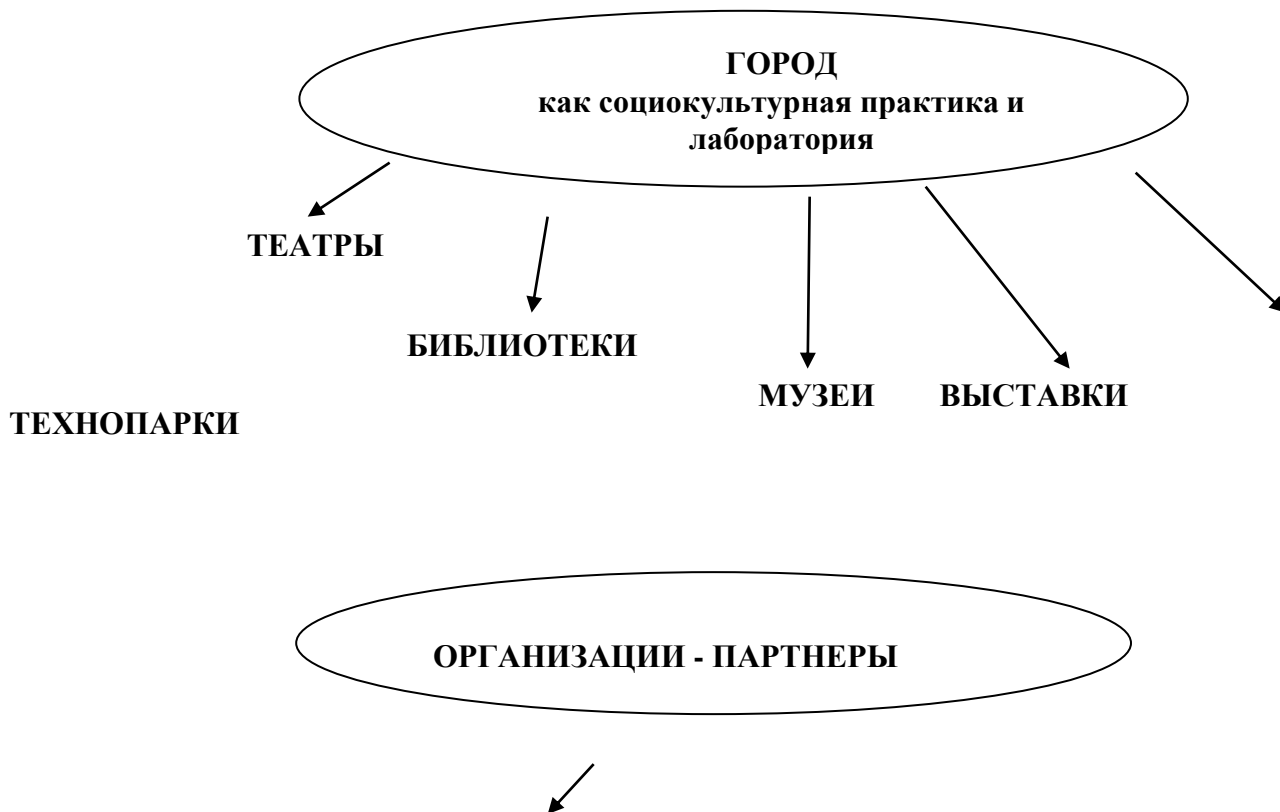 ГОРОД
как социокультурная практика и
лаборатория
ТЕАТРЫ
БИБЛИОТЕКИ
МУЗЕИ ВЫСТАВКИ
ТЕХНОПАРКИ
ОРГАНИЗАЦИИ - ПАРТНЕРЫ